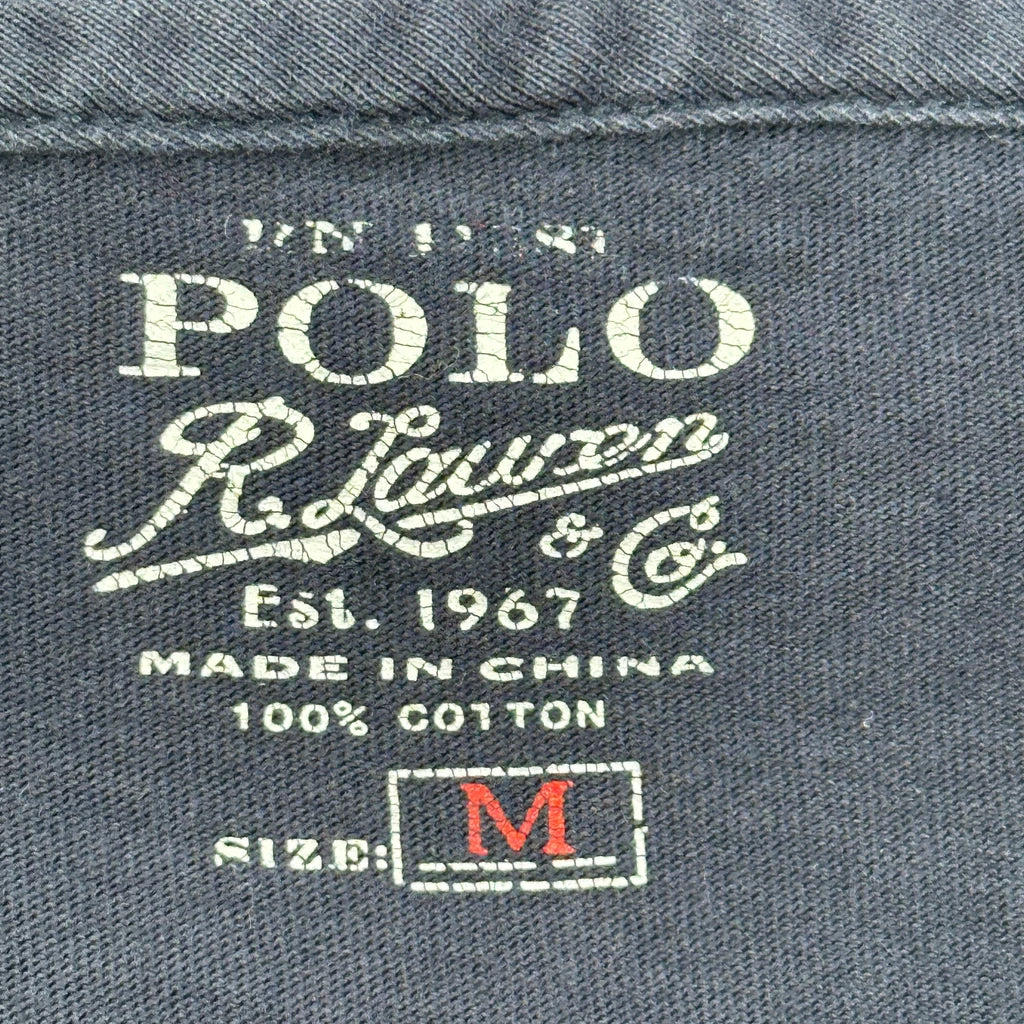 POLO
R. Lauren
& Co.
Est. 1967
MADE IN CHINA
100% COTTON
SIZE: M